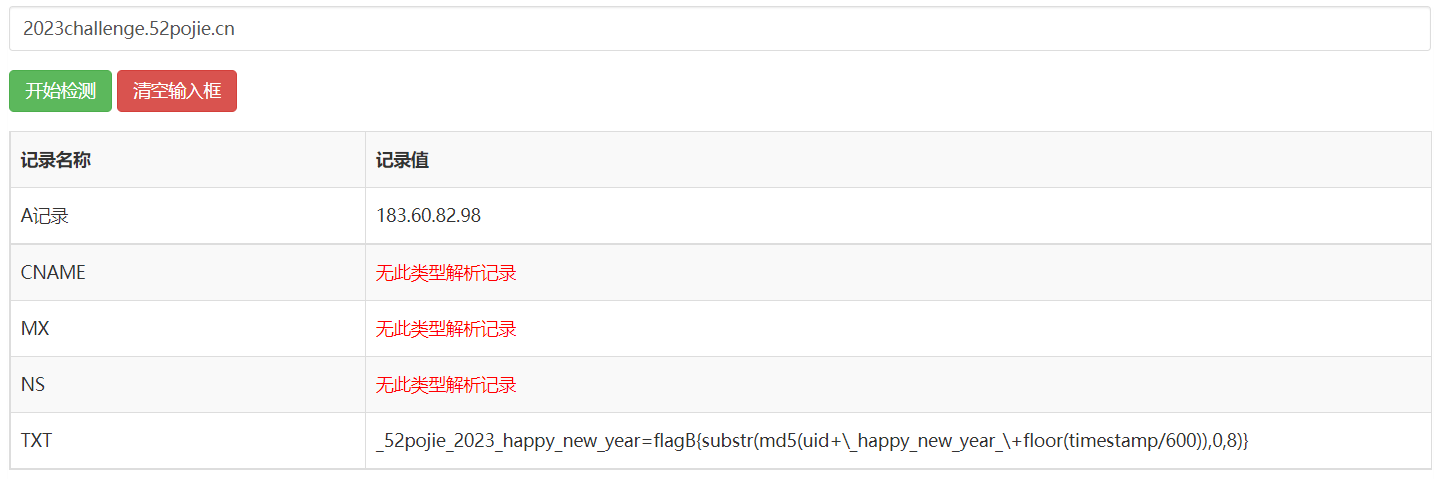 2023challenge.52pojie.cn
开始检测 清空输入框
记录名称 记录值
A记录 183.60.82.98
CNAME 无此类型解析记录
MX 无此类型解析记录
NS 无此类型解析记录
TXT _52pojie_2023_happy_new_year=flagB{substr(md5(uid+\_happy_new_year_\+floor(timestamp/600)),0,8)}